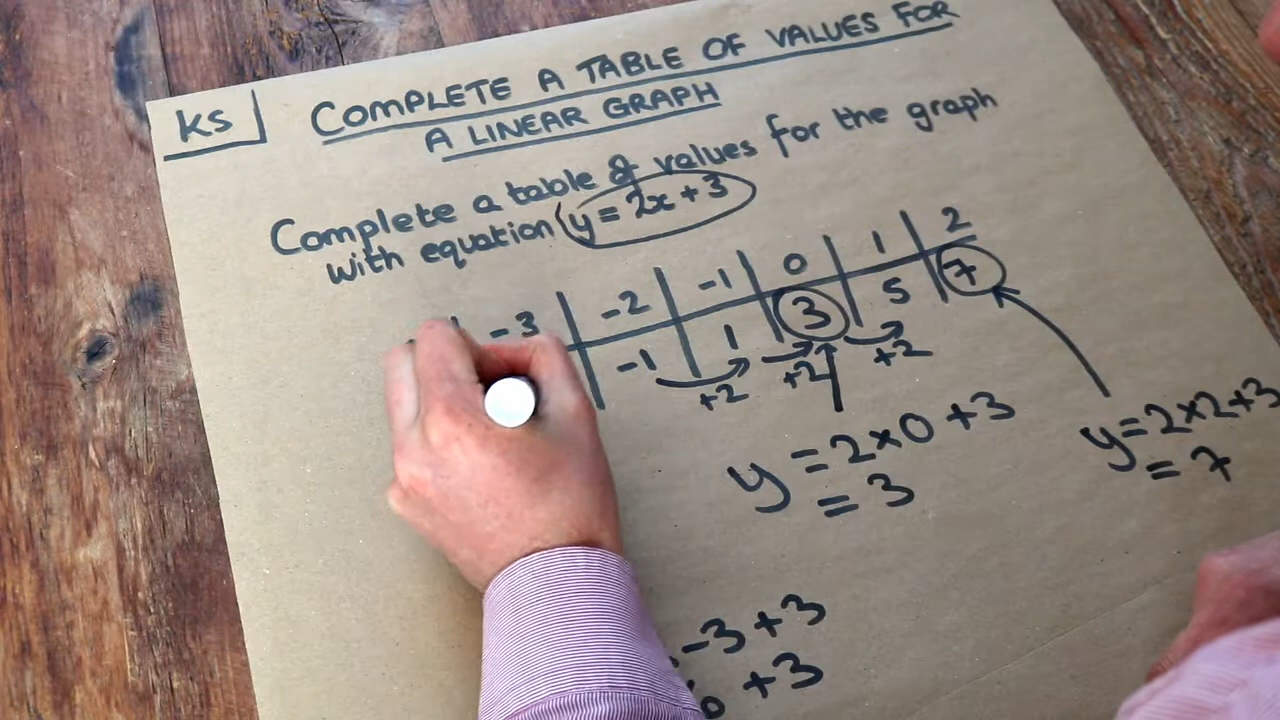 KS
COMPLETE A TABLE OF VALUES FOR
A LINEAR GRAPH
Complete a table of values for the graph
with equation y = 2x + 3
-3 -2 -1 0 1 2
-1 1 3 5 7
+2 +2 +2
y = 2×0 +3
= 3
y = 2×2+3
= 7
-3 +3
+3